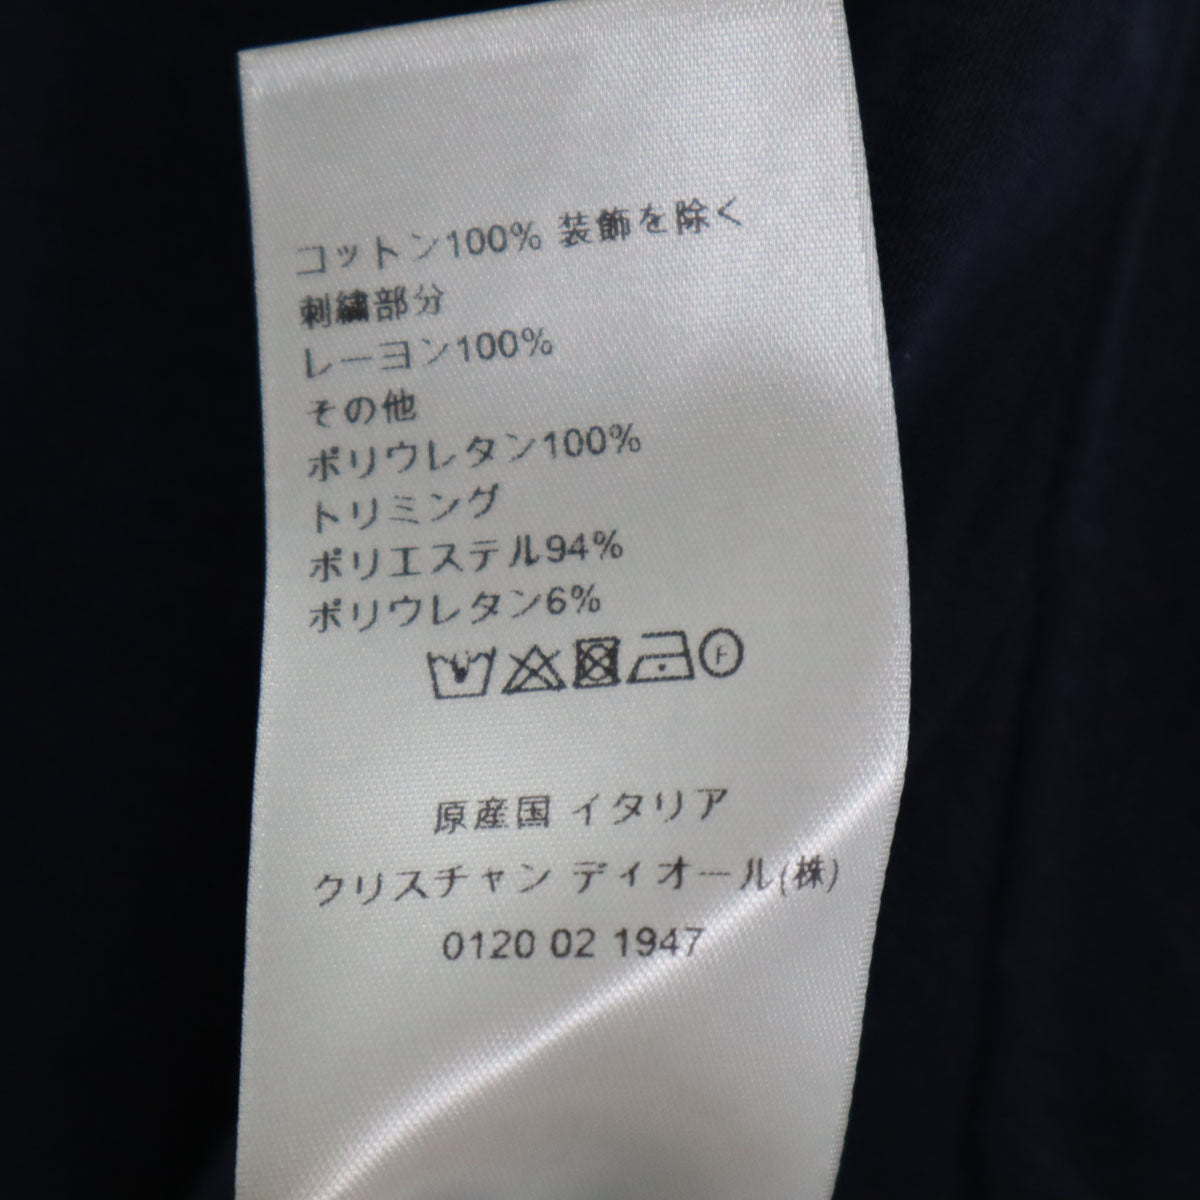 コットン100% 装飾を除く
刺繍部分
レーヨン100%
その他
ポリウレタン100%
トリミング
ポリエステル94%
ポリウレタン6%
F
原産国 イタリア
クリスチャン ディオール(株)
0120 02 1947